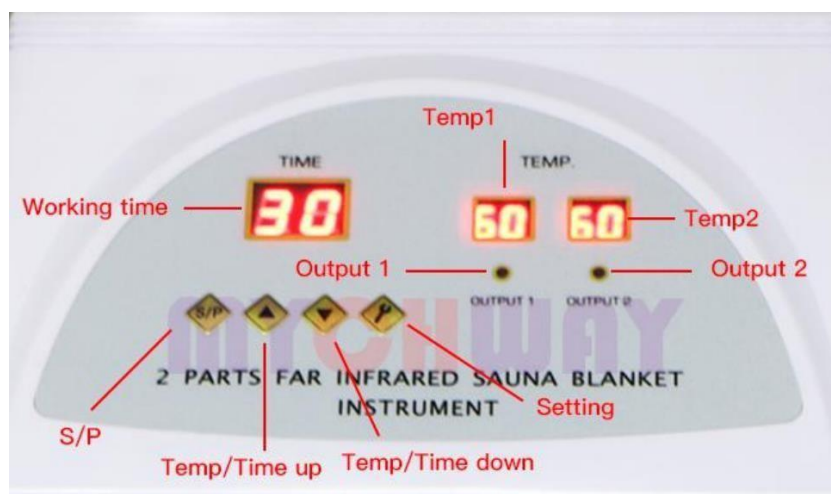 Temp1
TIME
TEMP.
Working time
30
60
60
Temp2
Output 1
Output 2
OUTPUT 1
OUTPUT 2
S/P
MYCHWAY
2 PARTS FAR INFRARED SAUNA BLANKET
INSTRUMENT
Setting
S/P
Temp/Time up
Temp/Time down